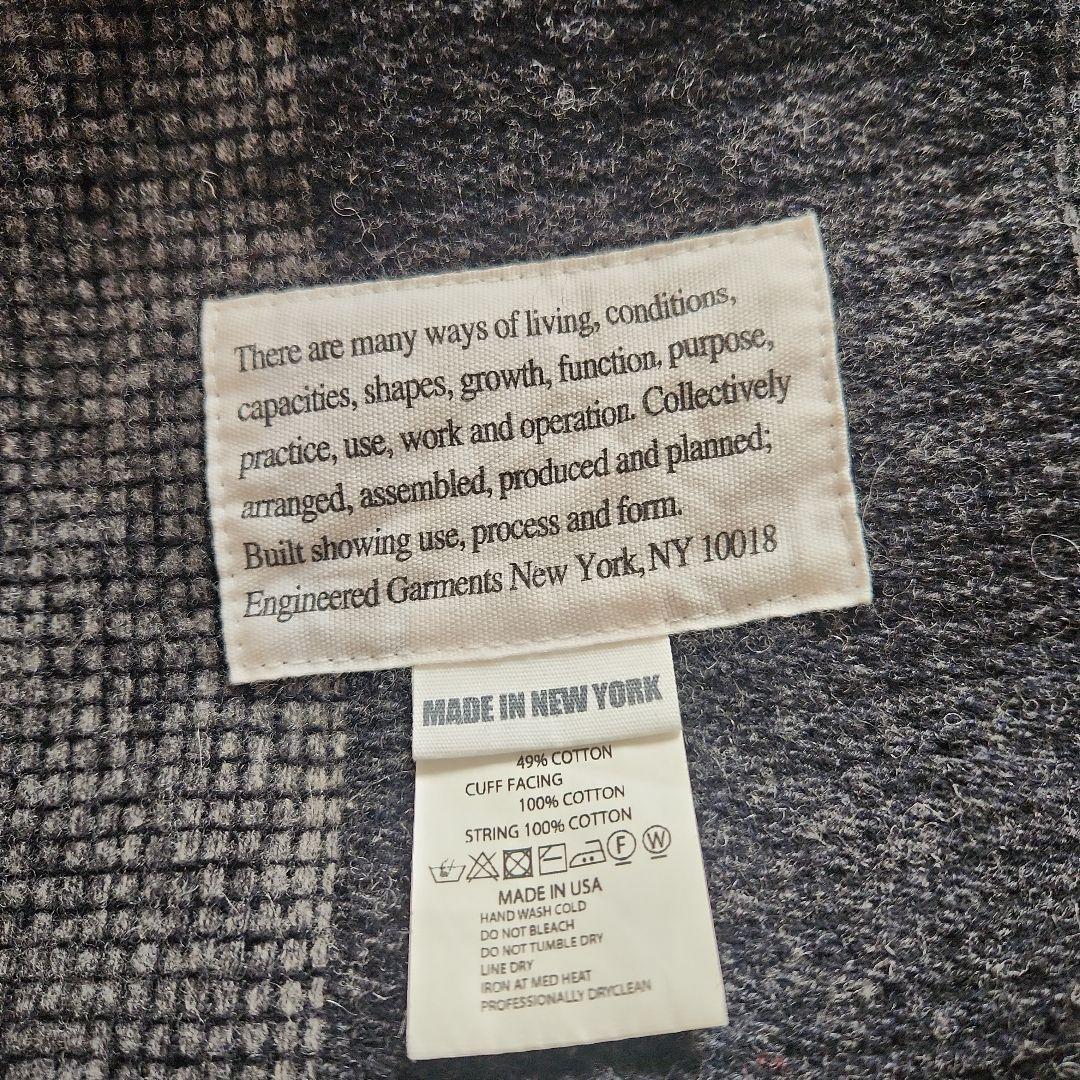 There are many ways of living, conditions,
capacities, shapes, growth, function, purpose,
practice, use, work and operation. Collectively
arranged, assembled, produced and planned;
Built showing use, process and form.
Engineered Garments New York, NY 10018
MADE IN NEW YORK
49% COTTON
CUFF FACING
100% COTTON
STRING 100% COTTON
F W
MADE IN USA
HAND WASH COLD
DO NOT BLEACH
DO NOT TUMBLE DRY
LINE DRY
IRON AT MED HEAT
PROFESSIONALLY DRYCLEAN